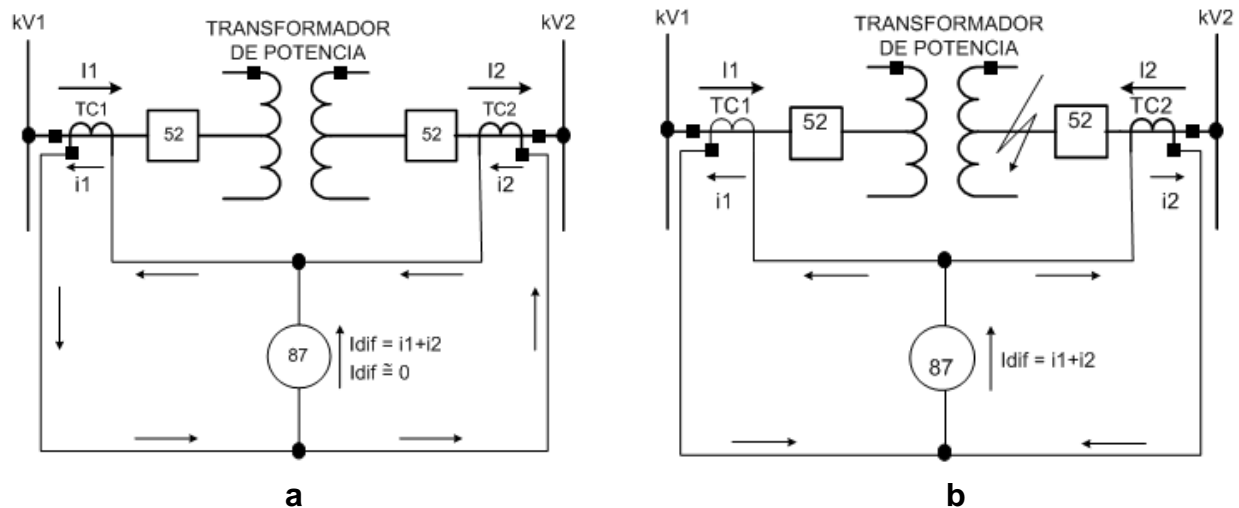 kV1
kV2
TRANSFORMADOR
DE POTENCIA
I1
I2
TC1
TC2
52
52
i1
i2
87
Idif = i1+i2
Idif ≅ 0
a
kV1
kV2
TRANSFORMADOR
DE POTENCIA
I1
I2
TC1
TC2
52
52
i1
i2
87
Idif = i1+i2
b